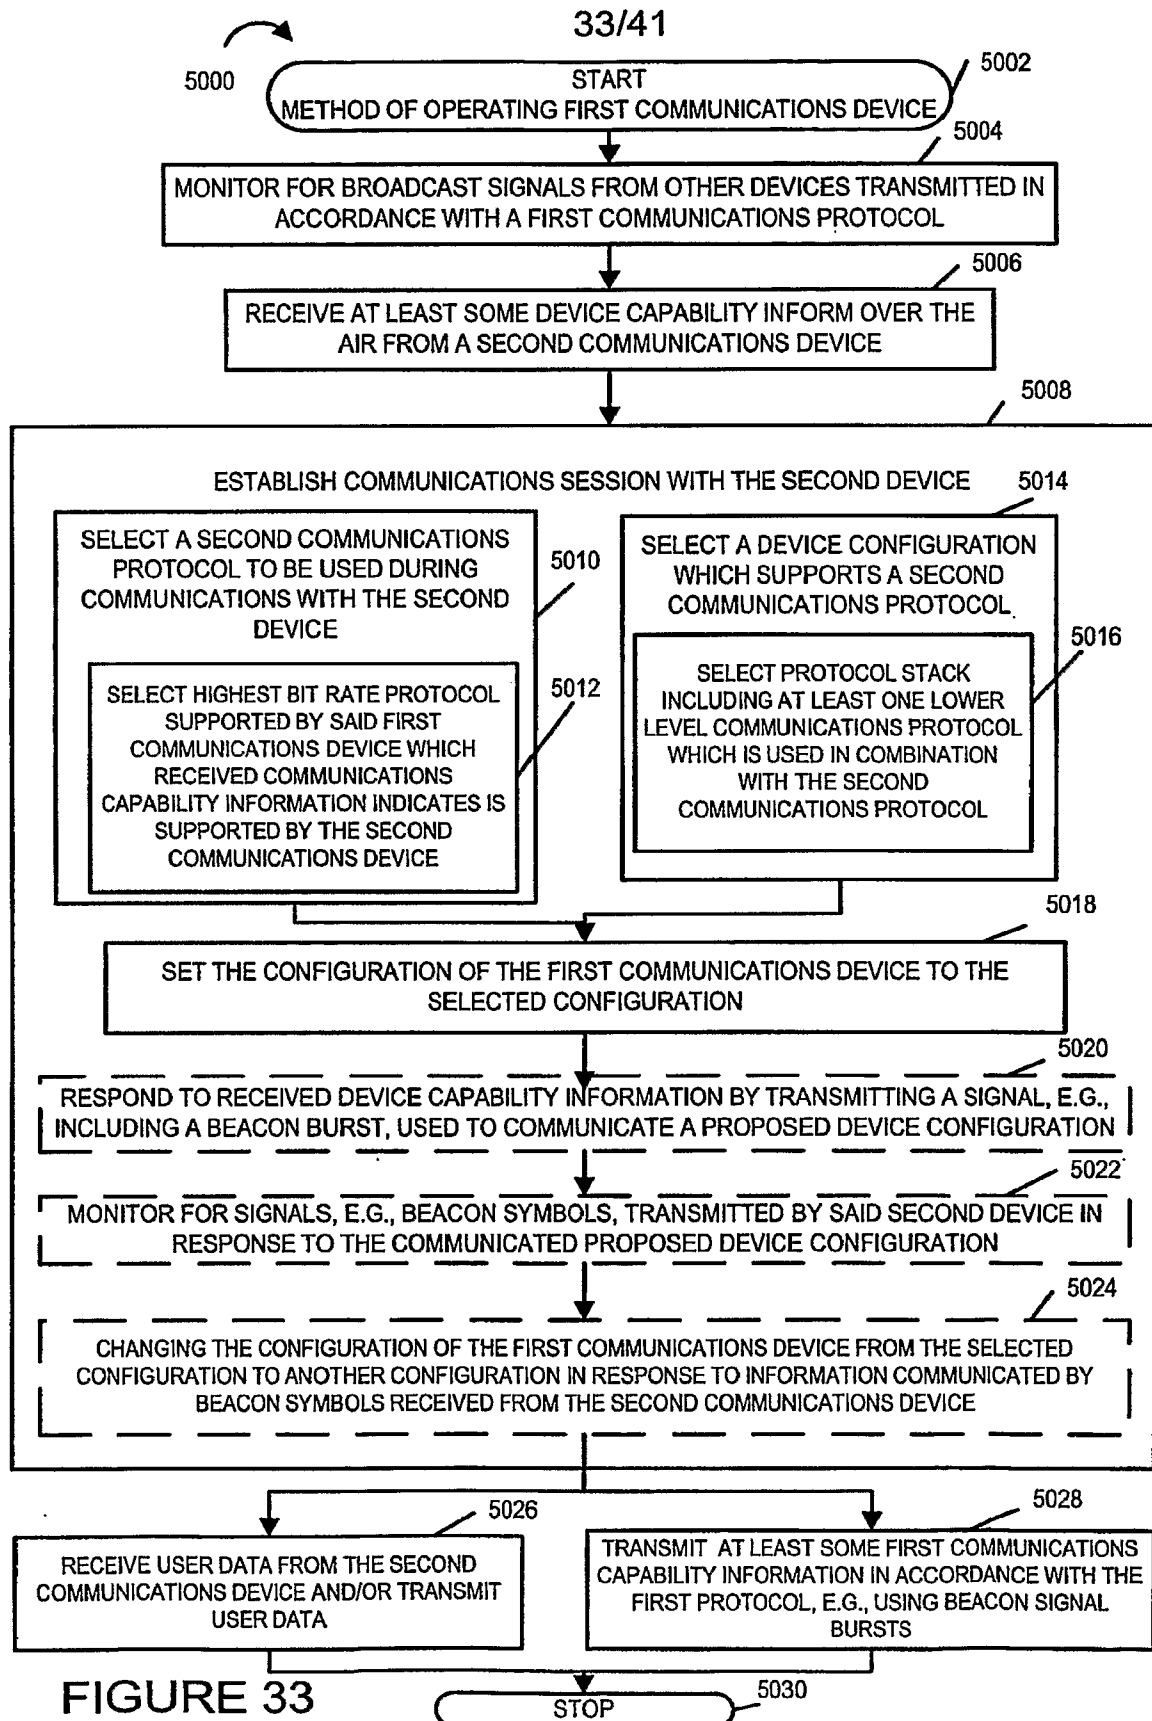 33/41
5000
START
METHOD OF OPERATING FIRST COMMUNICATIONS DEVICE
5002
5004
MONITOR FOR BROADCAST SIGNALS FROM OTHER DEVICES TRANSMITTED IN
ACCORDANCE WITH A FIRST COMMUNICATIONS PROTOCOL
5006
RECEIVE AT LEAST SOME DEVICE CAPABILITY INFORM OVER THE
AIR FROM A SECOND COMMUNICATIONS DEVICE
5008
ESTABLISH COMMUNICATIONS SESSION WITH THE SECOND DEVICE
SELECT A SECOND COMMUNICATIONS
PROTOCOL TO BE USED DURING
COMMUNICATIONS WITH THE SECOND
DEVICE
5010
SELECT HIGHEST BIT RATE PROTOCOL
SUPPORTED BY SAID FIRST
COMMUNICATIONS DEVICE WHICH
RECEIVED COMMUNICATIONS
CAPABILITY INFORMATION INDICATES IS
SUPPORTED BY THE SECOND
COMMUNICATIONS DEVICE
5012
5014
SELECT A DEVICE CONFIGURATION
WHICH SUPPORTS A SECOND
COMMUNICATIONS PROTOCOL
5016
SELECT PROTOCOL STACK
INCLUDING AT LEAST ONE LOWER
LEVEL COMMUNICATIONS PROTOCOL
WHICH IS USED IN COMBINATION
WITH THE SECOND
COMMUNICATIONS PROTOCOL
5018
SET THE CONFIGURATION OF THE FIRST COMMUNICATIONS DEVICE TO THE
SELECTED CONFIGURATION
5020
RESPOND TO RECEIVED DEVICE CAPABILITY INFORMATION BY TRANSMITTING A SIGNAL, E.G.,
INCLUDING A BEACON BURST, USED TO COMMUNICATE A PROPOSED DEVICE CONFIGURATION
5022
MONITOR FOR SIGNALS, E.G., BEACON SYMBOLS, TRANSMITTED BY SAID SECOND DEVICE IN
RESPONSE TO THE COMMUNICATED PROPOSED DEVICE CONFIGURATION
5024
CHANGING THE CONFIGURATION OF THE FIRST COMMUNICATIONS DEVICE FROM THE SELECTED
CONFIGURATION TO ANOTHER CONFIGURATION IN RESPONSE TO INFORMATION COMMUNICATED BY
BEACON SYMBOLS RECEIVED FROM THE SECOND COMMUNICATIONS DEVICE
5026
RECEIVE USER DATA FROM THE SECOND
COMMUNICATIONS DEVICE AND/OR TRANSMIT
USER DATA
5028
TRANSMIT AT LEAST SOME FIRST COMMUNICATIONS
CAPABILITY INFORMATION IN ACCORDANCE WITH THE
FIRST PROTOCOL, E.G., USING BEACON SIGNAL
BURSTS
FIGURE 33
STOP
5030